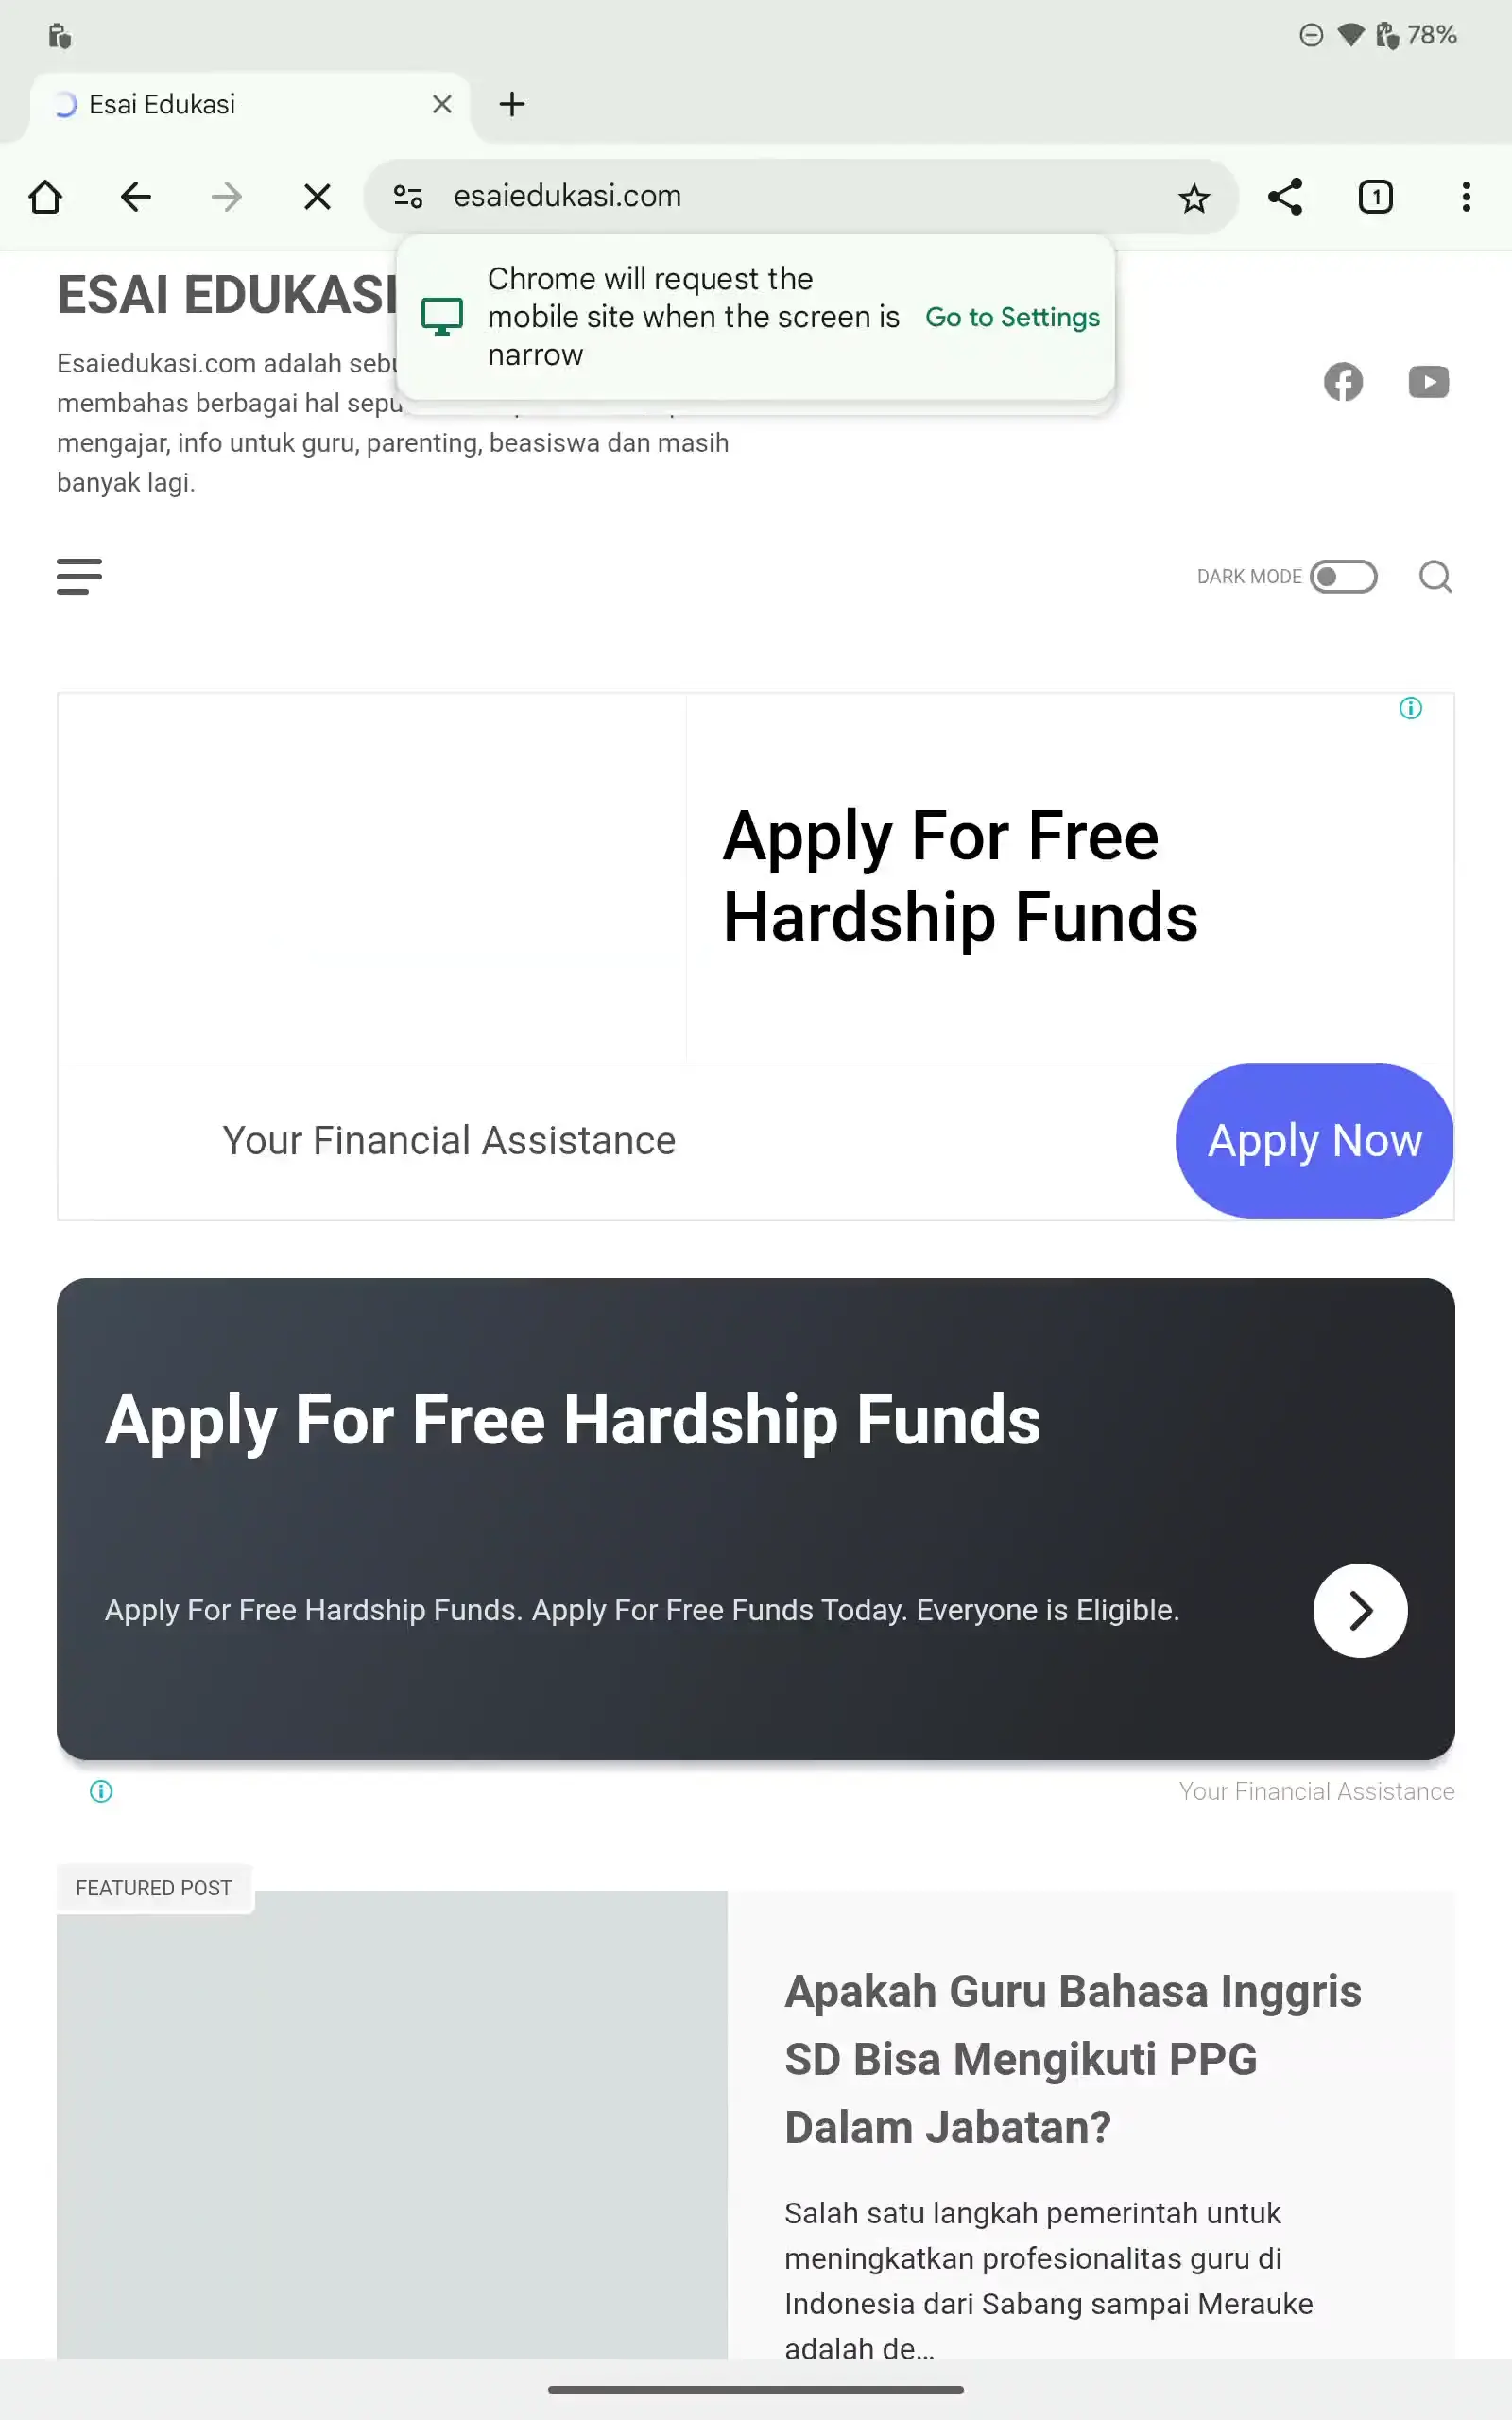 78%
Esai Edukasi
esaiedukasi.com
1
Chrome will request the
mobile site when the screen is
narrow
Go to Settings
ESAI EDUKASI
Esaiedukasi.com adalah
membahas berbagai hal
mengajar, info untuk guru, parenting, beasiswa dan masih
banyak lagi.
DARK MODE
Apply For Free
Hardship Funds
Your Financial Assistance
Apply Now
Apply For Free Hardship Funds
Apply For Free Hardship Funds. Apply For Free Funds Today. Everyone is Eligible.
Your Financial Assistance
FEATURED POST
Apakah Guru Bahasa Inggris
SD Bisa Mengikuti PPG
Dalam Jabatan?
Salah satu langkah pemerintah untuk
meningkatkan profesionalitas guru di
Indonesia dari Sabang sampai Merauke
adalah de...